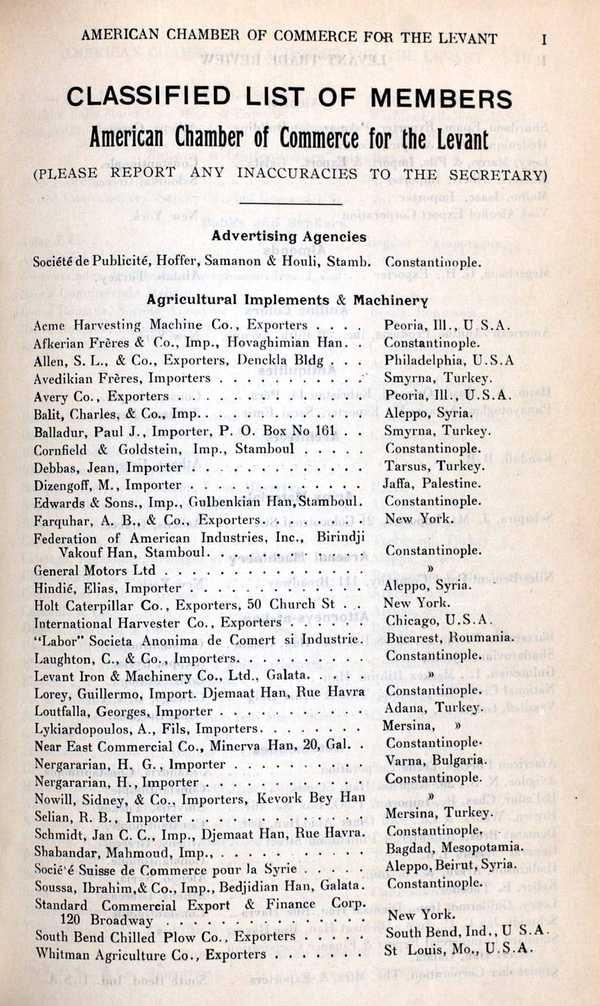 AMERICAN CHAMBER OF COMMERCE FOR THE LEVANT I
CLASSIFIED LIST OF MEMBERS
American Chamber of Commerce for the Levant
(PLEASE REPORT ANY INACCURACIES TO THE SECRETARY)
Advertising Agencies
Société de Publicité, Hoffer, Samanon & Houli, Stamb. Constantinople.
Agricultural Implements & Machinery
Acme Harvesting Machine Co., Exporters . . . . Peoria, Ill., U S.A.
Afkerian Frères & Co., Imp., Hovaghimian Han. . Constantinople.
Allen, S. L., & Co., Exporters, Denckla Bldg . . Philadelphia, U.S.A
Avedikian Frères, Importers . . . . . . . . . . Smyrna, Turkey.
Avery Co., Exporters . . . . . . . . . . . Peoria, Ill., U.S.A.
Balit, Charles, & Co., Imp. . . . . . . . . . . Aleppo, Syria.
Balladur, Paul J., Importer, P. O. Box No 161 . . Smyrna, Turkey.
Cornfield & Goldstein, Imp., Stamboul . . . . . Constantinople.
Debbas, Jean, Importer . . . . . . . . . . . Tarsus, Turkey.
Dizengoff, M., Importer . . . . . . . . . . . Jaffa, Palestine.
Edwards & Sons., Imp., Gulbenkian Han, Stamboul. Constantinople.
Farquhar, A. B., & Co., Exporters. . . . . . . New York.
Federation of American Industries, Inc., Birindji
Vakouf Han, Stamboul. . . . . . . . . . . Constantinople.
General Motors Ltd . . . . . . . . . . . . . »
Hindié, Elias, Importer . . . . . . . . . . . Aleppo, Syria.
Holt Caterpillar Co., Exporters, 50 Church St . . New York.
International Harvester Co., Exporters . . . . . Chicago, U.S.A.
"Labor" Societa Anonima de Comert si Industrie. Bucarest, Roumania.
Laughton, C., & Co., Importers. . . . . . . . . Constantinople.
Levant Iron & Machinery Co., Ltd., Galata. . . . . »
Lorey, Guillermo, Import. Djemaat Han, Rue Havra Constantinople.
Loutfalla, Georges, Importer . . . . . . . . . . Adana, Turkey.
Lykiardopoulos, A., Fils, Importers. . . . . . . Mersina, »
Near East Commercial Co., Minerva Han, 20, Gal. . Constantinople.
Nergararian, H. G., Importer . . . . . . . . . Varna, Bulgaria.
Nergararian, H., Importer . . . . . . . . . . . Constantinople.
Nowill, Sidney, & Co., Importers, Kevork Bey Han »
Selian, R. B., Importer . . . . . . . . . . . . Mersina, Turkey.
Schmidt, Jan C. C., Imp., Djemaat Han, Rue Havra. Constantinople,
Shabandar, Mahmoud, Imp., . . . . . . . . . . Bagdad, Mesopotamia.
Société Suisse de Commerce pour la Syrie . . . . . Aleppo, Beirut, Syria.
Soussa, Ibrahim, & Co., Imp., Bedjidian Han, Galata. Constantinople.
Standard Commercial Export & Finance Corp.
120 Broadway . . . . . . . . . . . . . . New York.
South Bend Chilled Plow Co., Exporters . . . . . South Bend, Ind., U S.A.
Whitman Agriculture Co., Exporters . . . . . . . St Louis, Mo., U.S.A.